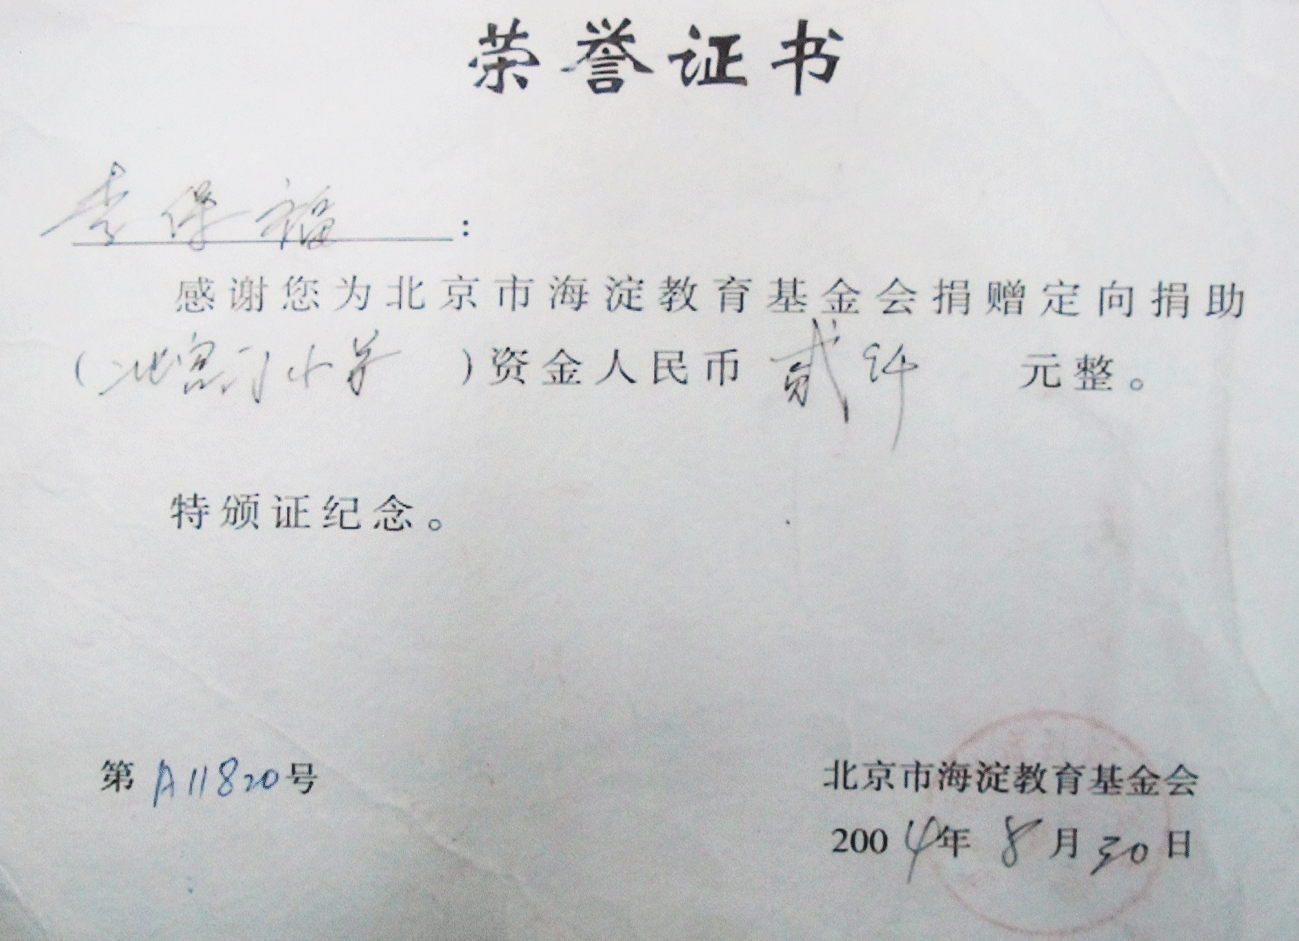 荣誉证书
李保福:
感谢您为北京市海淀教育基金会捐赠定向捐助
(北宫门小学)资金人民币 贰仟 元整。
特颁证纪念。
第A11820号
北京市海淀教育基金会
2004年8月30日